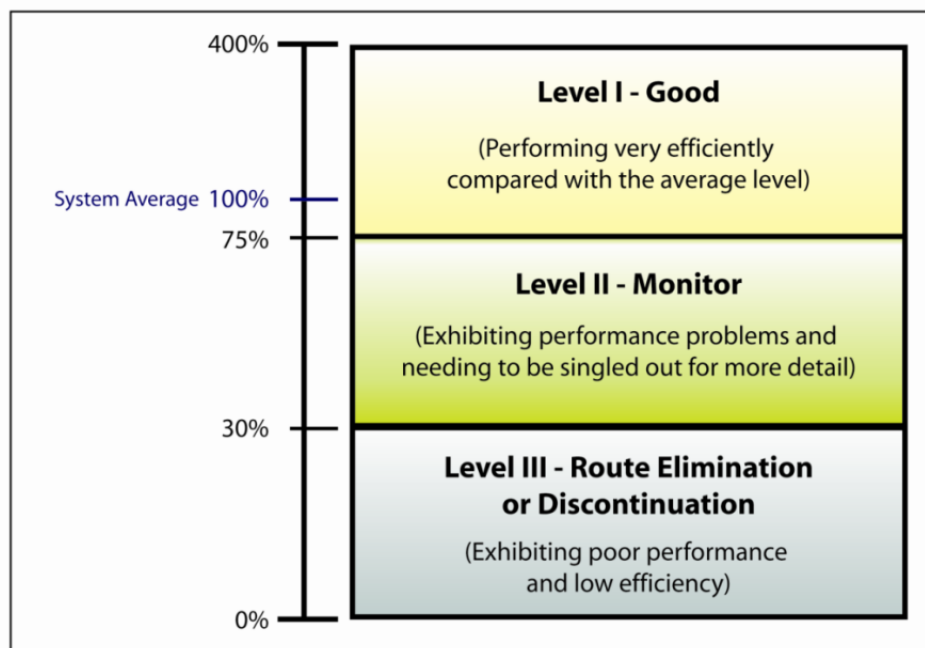 400%
Level I - Good
(Performing very efficiently
compared with the average level)
System Average 100%
75%
Level II - Monitor
(Exhibiting performance problems and
needing to be singled out for more detail)
30%
Level III - Route Elimination
or Discontinuation
(Exhibiting poor performance
and low efficiency)
0%